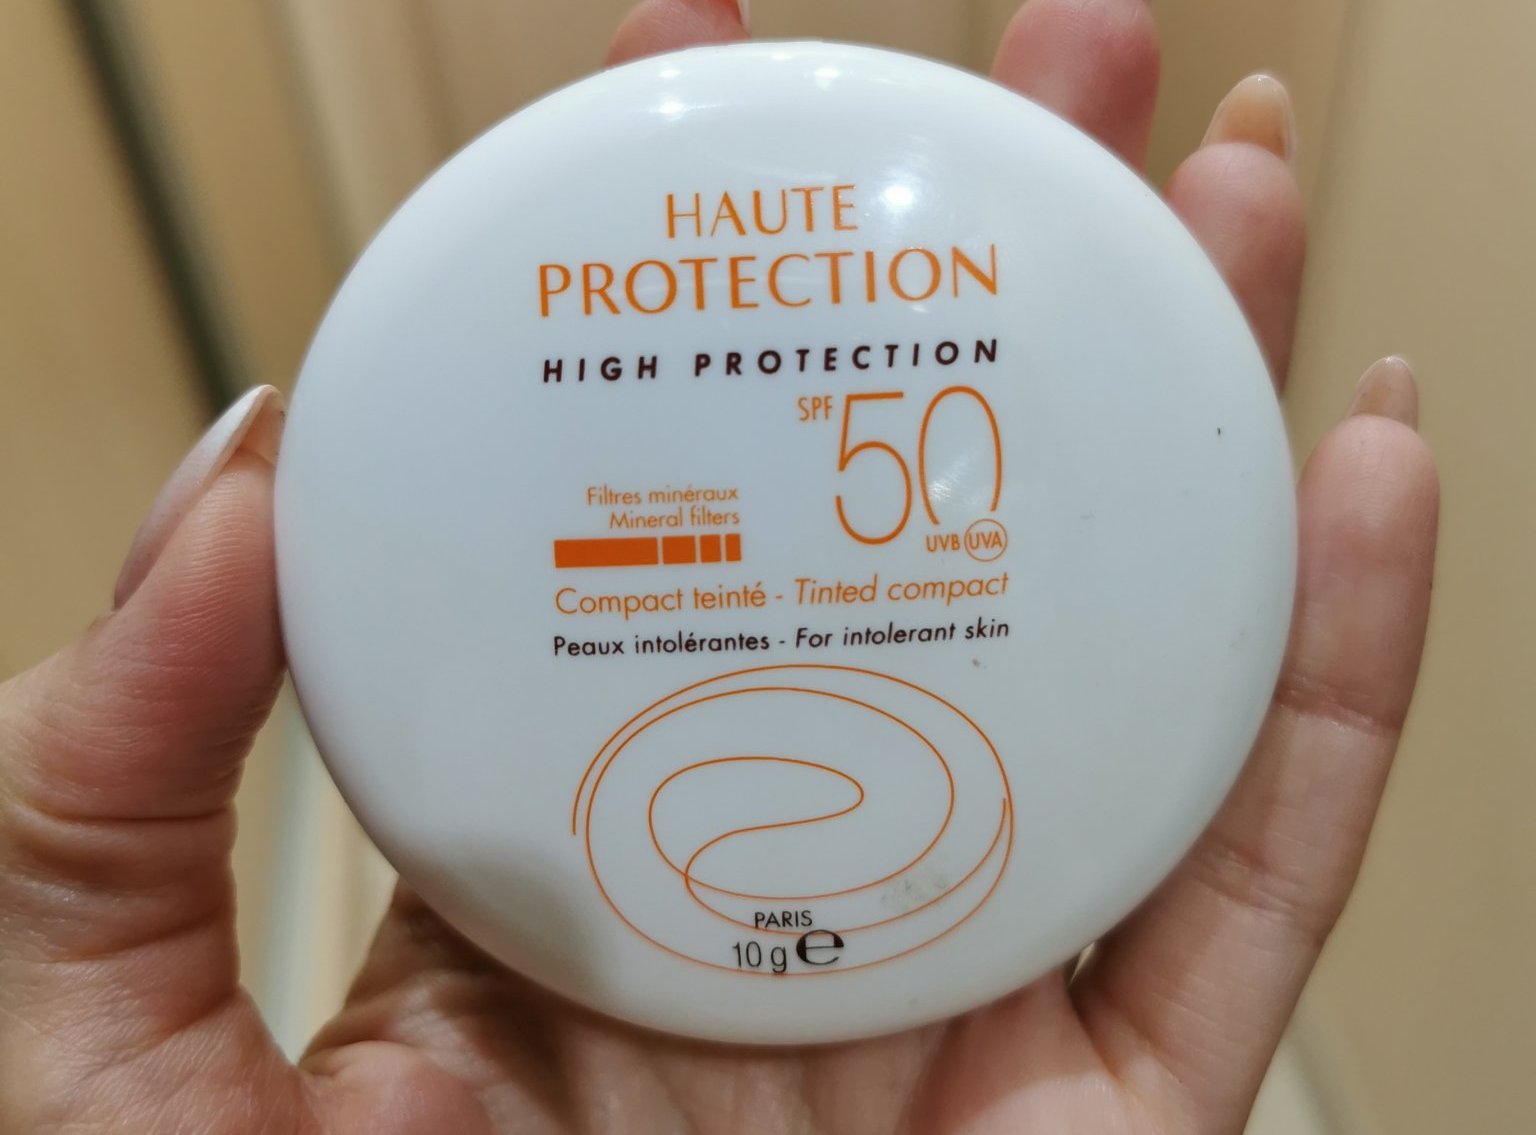 HAUTE
PROTECTION
HIGH PROTECTION
SPF 50
Filtres minéraux
Mineral filters
UVB UVA
Compact teinté - Tinted compact
Peaux intolérantes - For intolerant skin
PARIS
10 g e